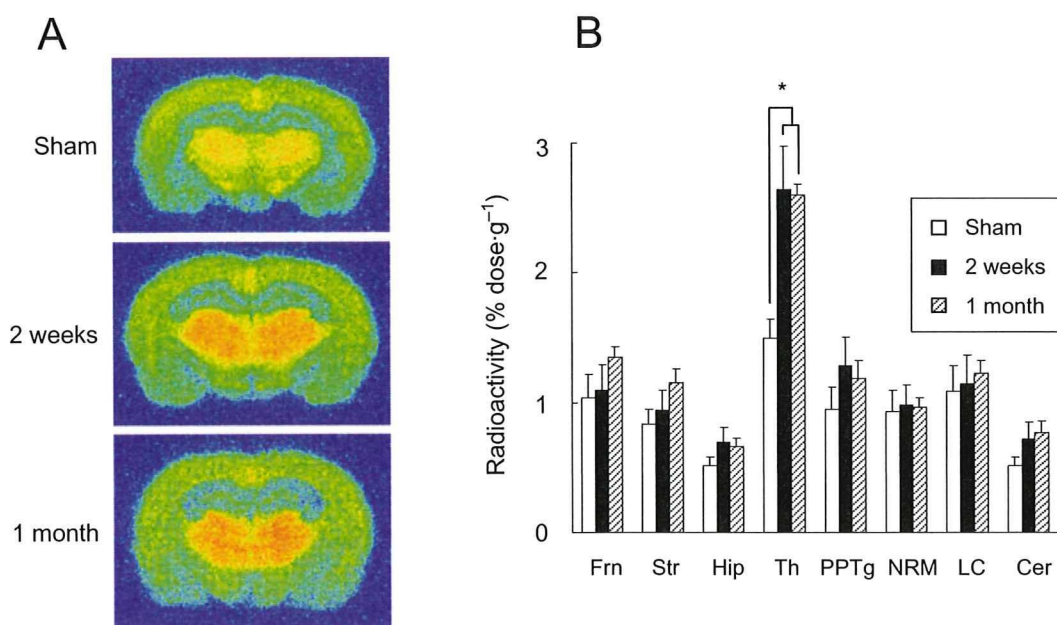 A
Sham
2 weeks
1 month
B
*
Radioactivity (% dose·g⁻¹)
3
2
1
0
Sham
2 weeks
1 month
Frn Str Hip Th PPTg NRM LC Cer